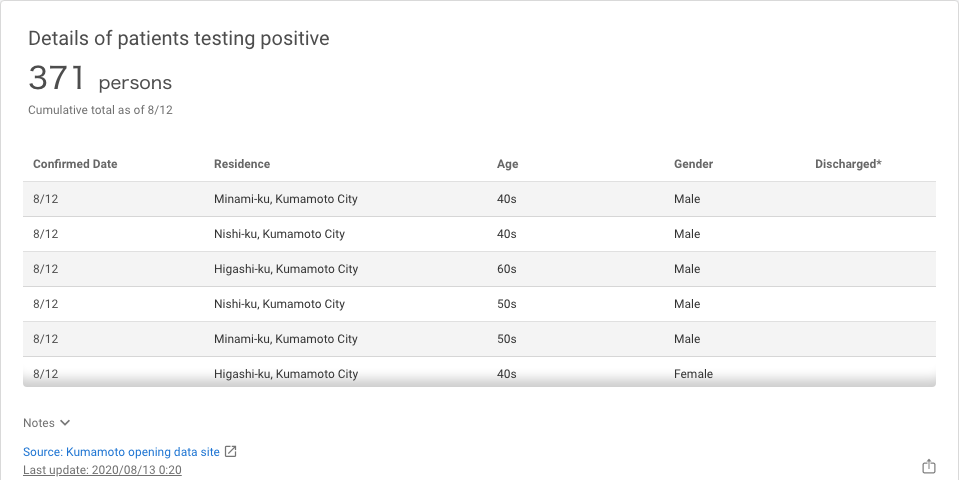 Details of patients testing positive
371 persons
Cumulative total as of 8/12
Confirmed Date Residence Age Gender Discharged*
8/12 Minami-ku, Kumamoto City 40s Male
8/12 Nishi-ku, Kumamoto City 40s Male
8/12 Higashi-ku, Kumamoto City 60s Male
8/12 Nishi-ku, Kumamoto City 50s Male
8/12 Minami-ku, Kumamoto City 50s Male
8/12 Higashi-ku, Kumamoto City 40s Female
Notes
Source: Kumamoto opening data site
Last update: 2020/08/13 0:20